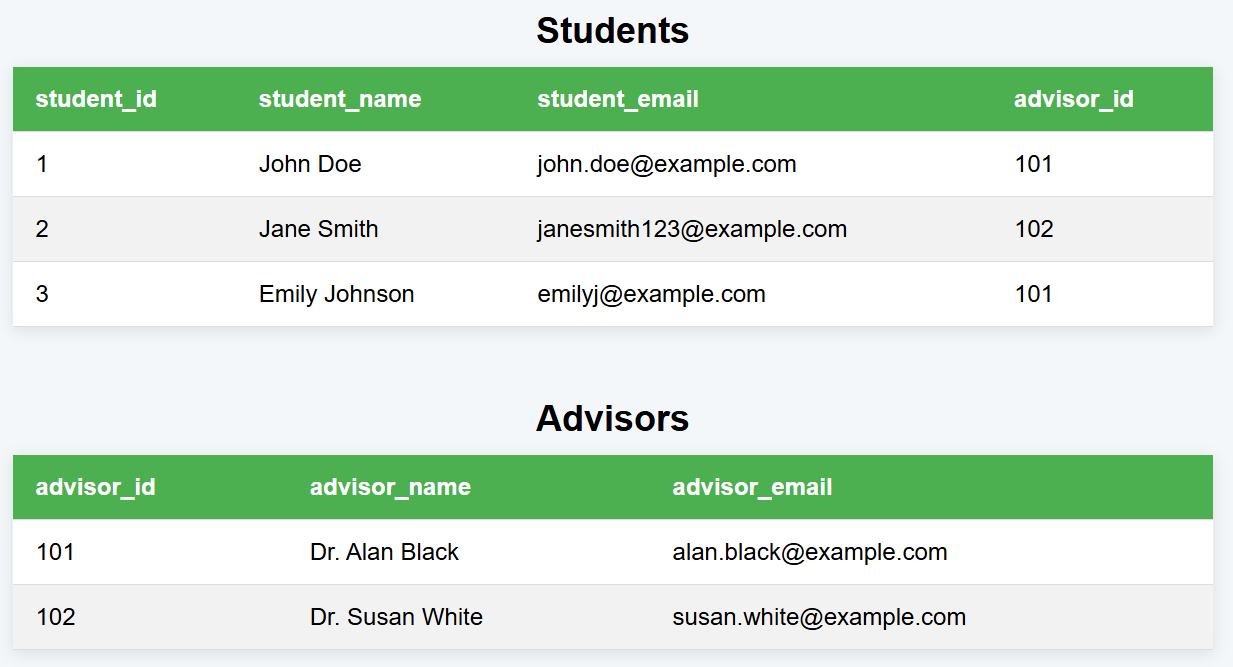 Students
student_id student_name student_email advisor_id
1 John Doe john.doe@example.com 101
2 Jane Smith janesmith123@example.com 102
3 Emily Johnson emilyj@example.com 101
Advisors
advisor_id advisor_name advisor_email
101 Dr. Alan Black alan.black@example.com
102 Dr. Susan White susan.white@example.com